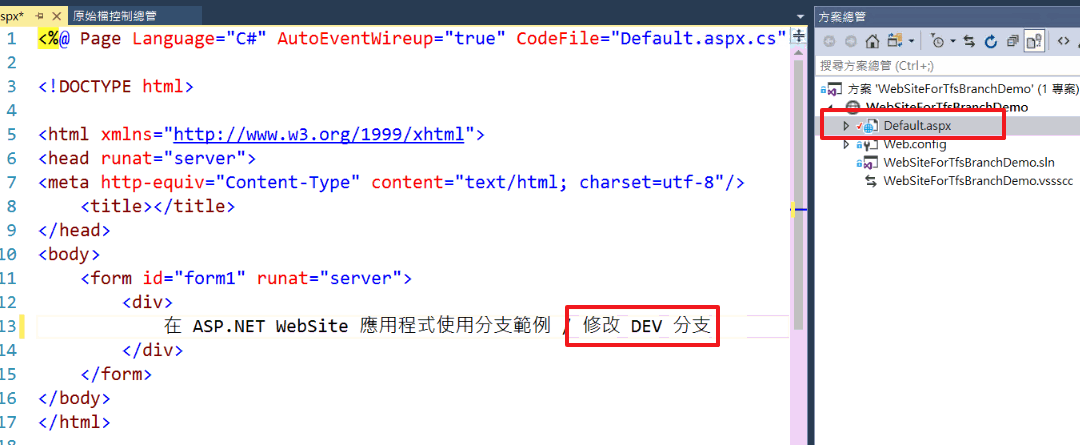 spx* 原始檔控制總管
1 <%@ Page Language="C#" AutoEventWireup="true" CodeFile="Default.aspx.cs"
2
3 <!DOCTYPE html>
4
5 <html xmlns="http://www.w3.org/1999/xhtml">
6 <head runat="server">
7 <meta http-equiv="Content-Type" content="text/html; charset=utf-8"/>
8 <title></title>
9 </head>
10 <body>
11 <form id="form1" runat="server">
12 <div>
13 在 ASP.NET WebSite 應用程式使用分支範例 / 修改 DEV 分支
14 </div>
15 </form>
16 </body>
17 </html>
方案總管
搜尋方案總管 (Ctrl+;)
方案 'WebSiteForTfsBranchDemo' (1 專案)
WebSiteForTfsBranchDemo
Default.aspx
Web.config
WebSiteForTfsBranchDemo.sln
WebSiteForTfsBranchDemo.vssscc